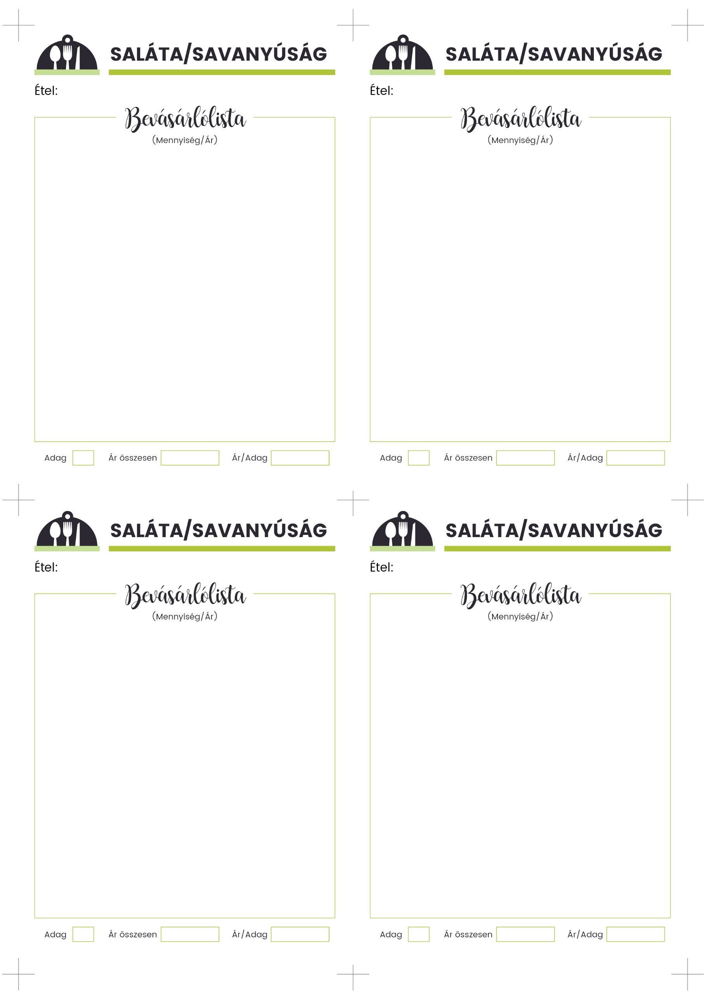 SALÁTA/SAVANYÚSÁG
Étel:
Bevásárlólista
(Mennyiség/Ár)
Adag Ár összesen Ár/Adag
SALÁTA/SAVANYÚSÁG
Étel:
Bevásárlólista
(Mennyiség/Ár)
Adag Ár összesen Ár/Adag
SALÁTA/SAVANYÚSÁG
Étel:
Bevásárlólista
(Mennyiség/Ár)
Adag Ár összesen Ár/Adag
SALÁTA/SAVANYÚSÁG
Étel:
Bevásárlólista
(Mennyiség/Ár)
Adag Ár összesen Ár/Adag